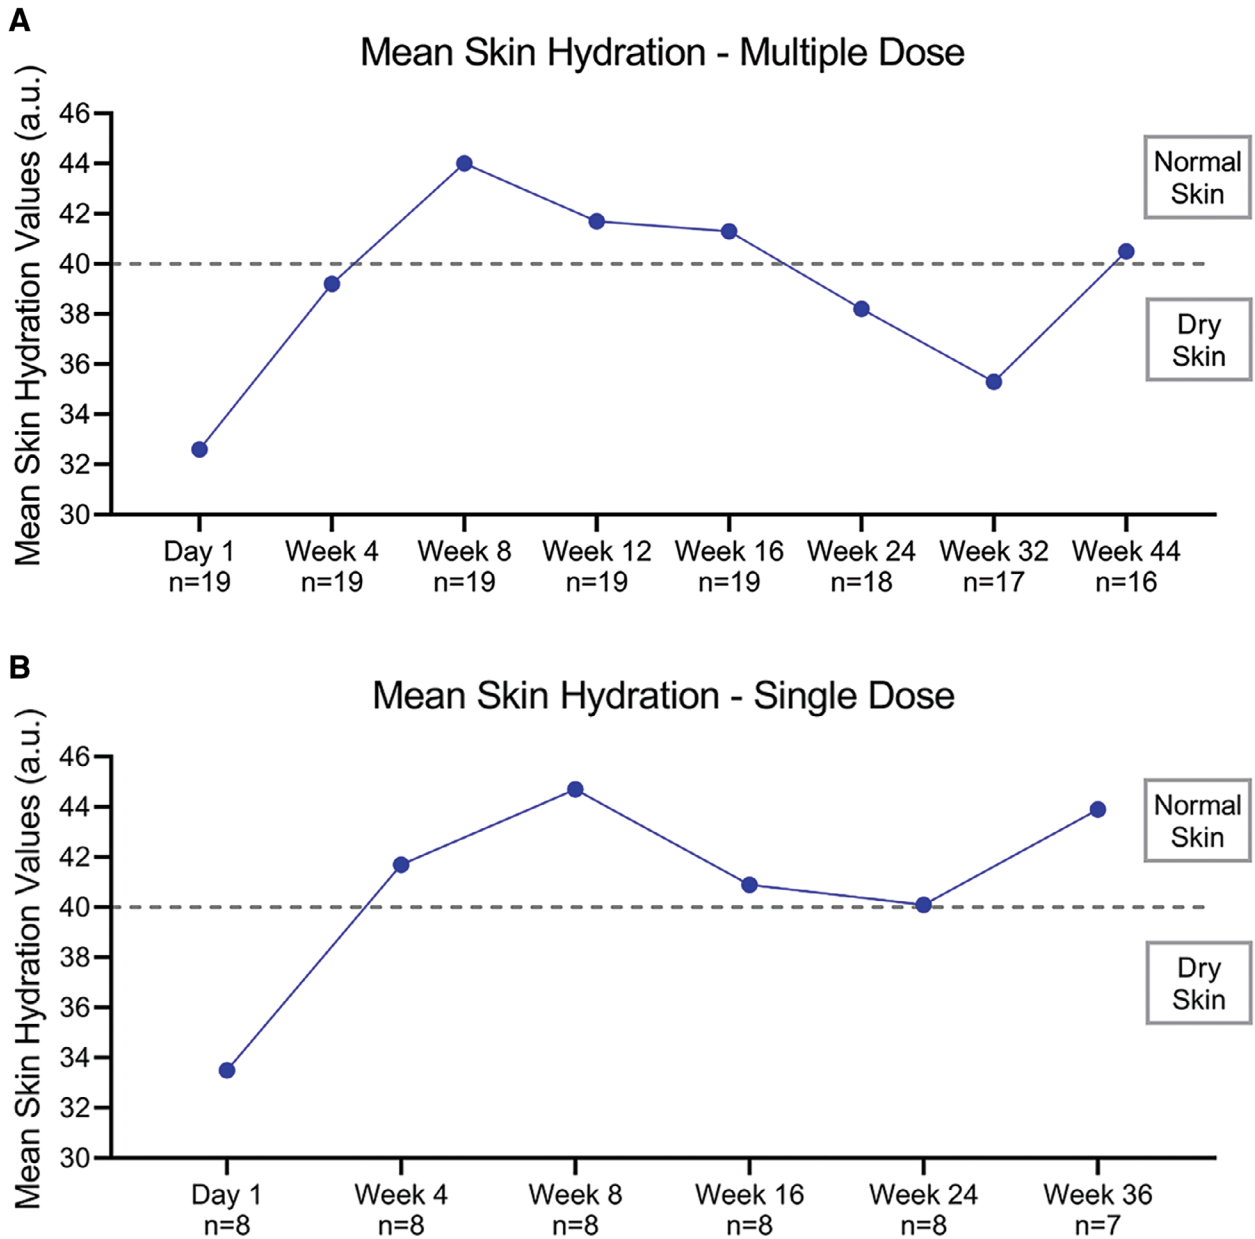 A
Mean Skin Hydration - Multiple Dose
Mean Skin Hydration Values (a.u.)
46
44
42
40
38
36
34
32
30
Normal
Skin
Dry
Skin
Day 1 Week 4 Week 8 Week 12 Week 16 Week 24 Week 32 Week 44
n=19 n=19 n=19 n=19 n=19 n=18 n=17 n=16
B
Mean Skin Hydration - Single Dose
Mean Skin Hydration Values (a.u.)
46
44
42
40
38
36
34
32
30
Normal
Skin
Dry
Skin
Day 1 Week 4 Week 8 Week 16 Week 24 Week 36
n=8 n=8 n=8 n=8 n=8 n=7